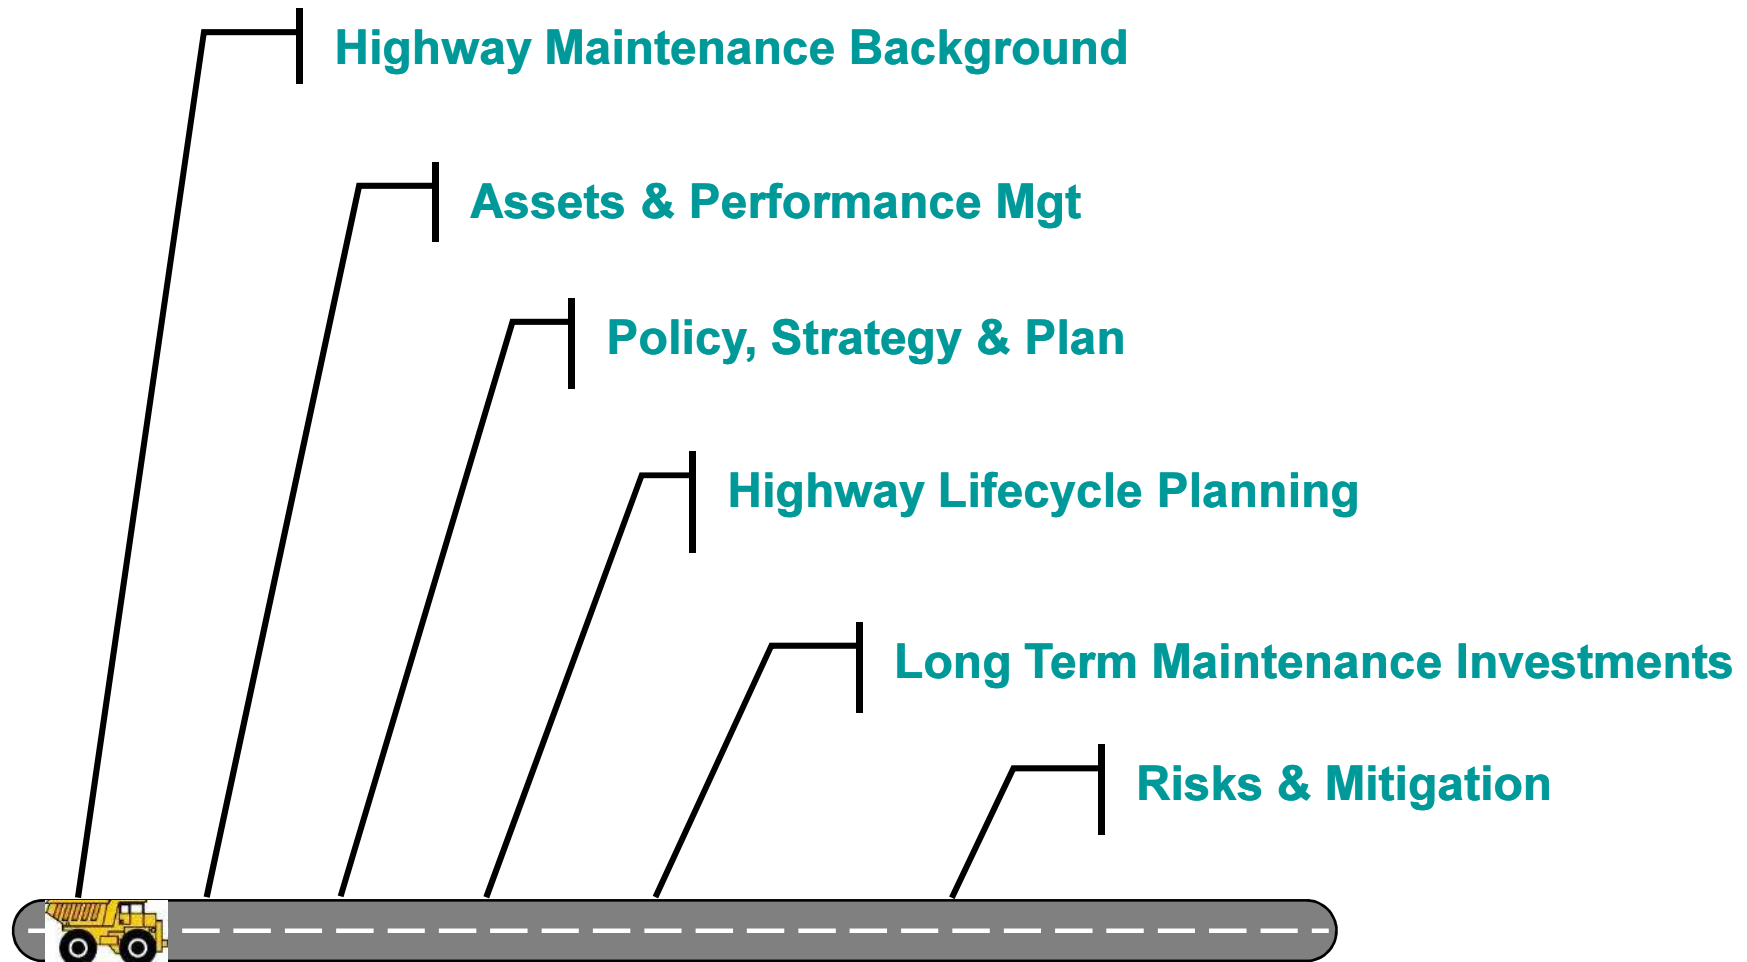 Highway Maintenance Background
Assets & Performance Mgt
Policy, Strategy & Plan
Highway Lifecycle Planning
Long Term Maintenance Investments
Risks & Mitigation